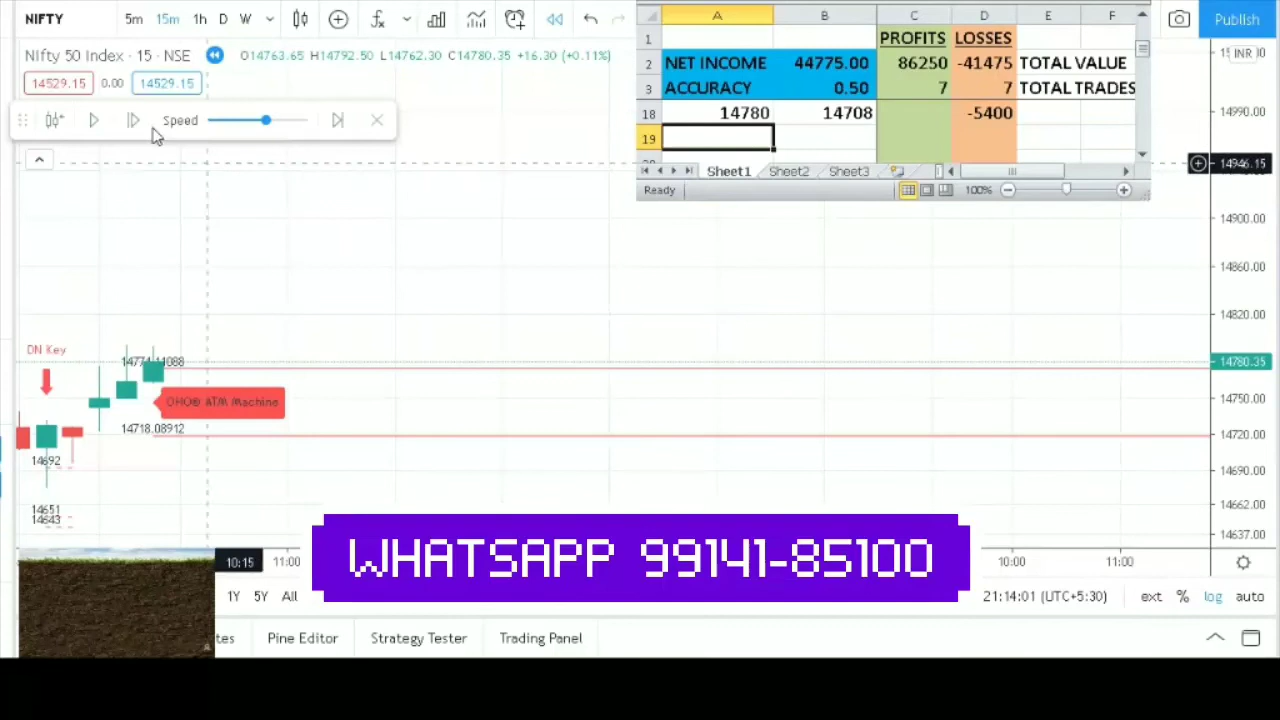 NIFTY 5m 15m 1h D W Publish
NIfty 50 Index · 15 · NSE O14763.65 H14792.50 L14762.30 C14780.35 +16.30 (+0.11%)
14529.15 0.00 14529.15
Speed
A B C D E F
1 PROFITS LOSSES
2 NET INCOME 44775.00 86250 -41475 TOTAL VALUE
3 ACCURACY 0.50 7 7 TOTAL TRADES
18 14780 14708 -5400
19
Sheet1 Sheet2 Sheet3
Ready 100%
INR
14990.00
14946.15
14900.00
14860.00
14820.00
14780.35
14750.00
14720.00
14690.00
14662.00
14637.00
DN Key
OHO® ATM Machine
14718.08912
14692
14651
14643
WHATSAPP 99141-85100
10:15 11:00 10:00 11:00
1Y 5Y All 21:14:01 (UTC+5:30) ext % log auto
Pine Editor Strategy Tester Trading Panel